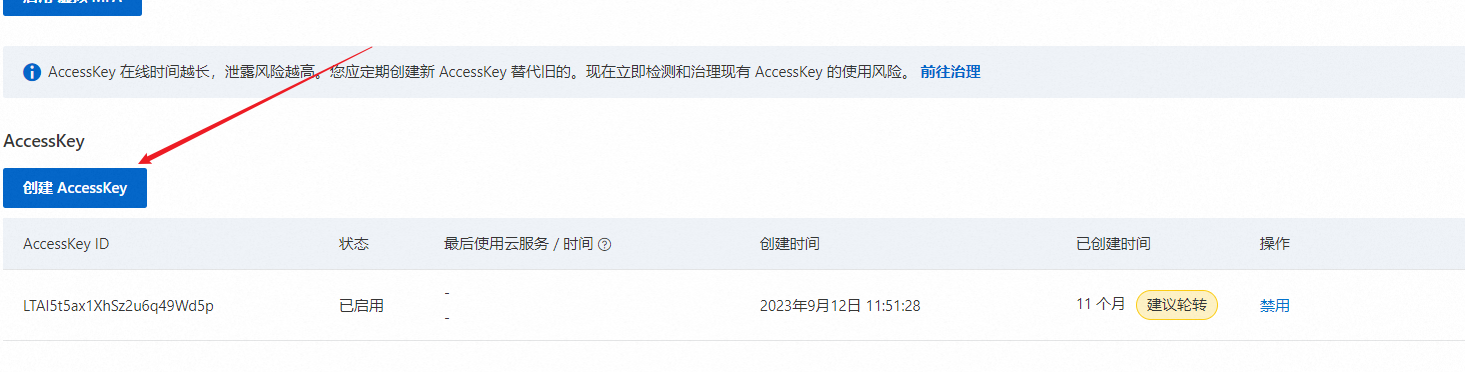 AccessKey 在线时间越长，泄露风险越高。您应定期创建新 AccessKey 替代旧的。现在立即检测和治理现有 AccessKey 的使用风险。 前往治理
AccessKey
创建 AccessKey
AccessKey ID 状态 最后使用云服务 / 时间 创建时间 已创建时间 操作
LTAI5t5ax1XhSz2u6q49Wd5p 已启用 - - 2023年9月12日 11:51:28 11 个月 建议轮转 禁用